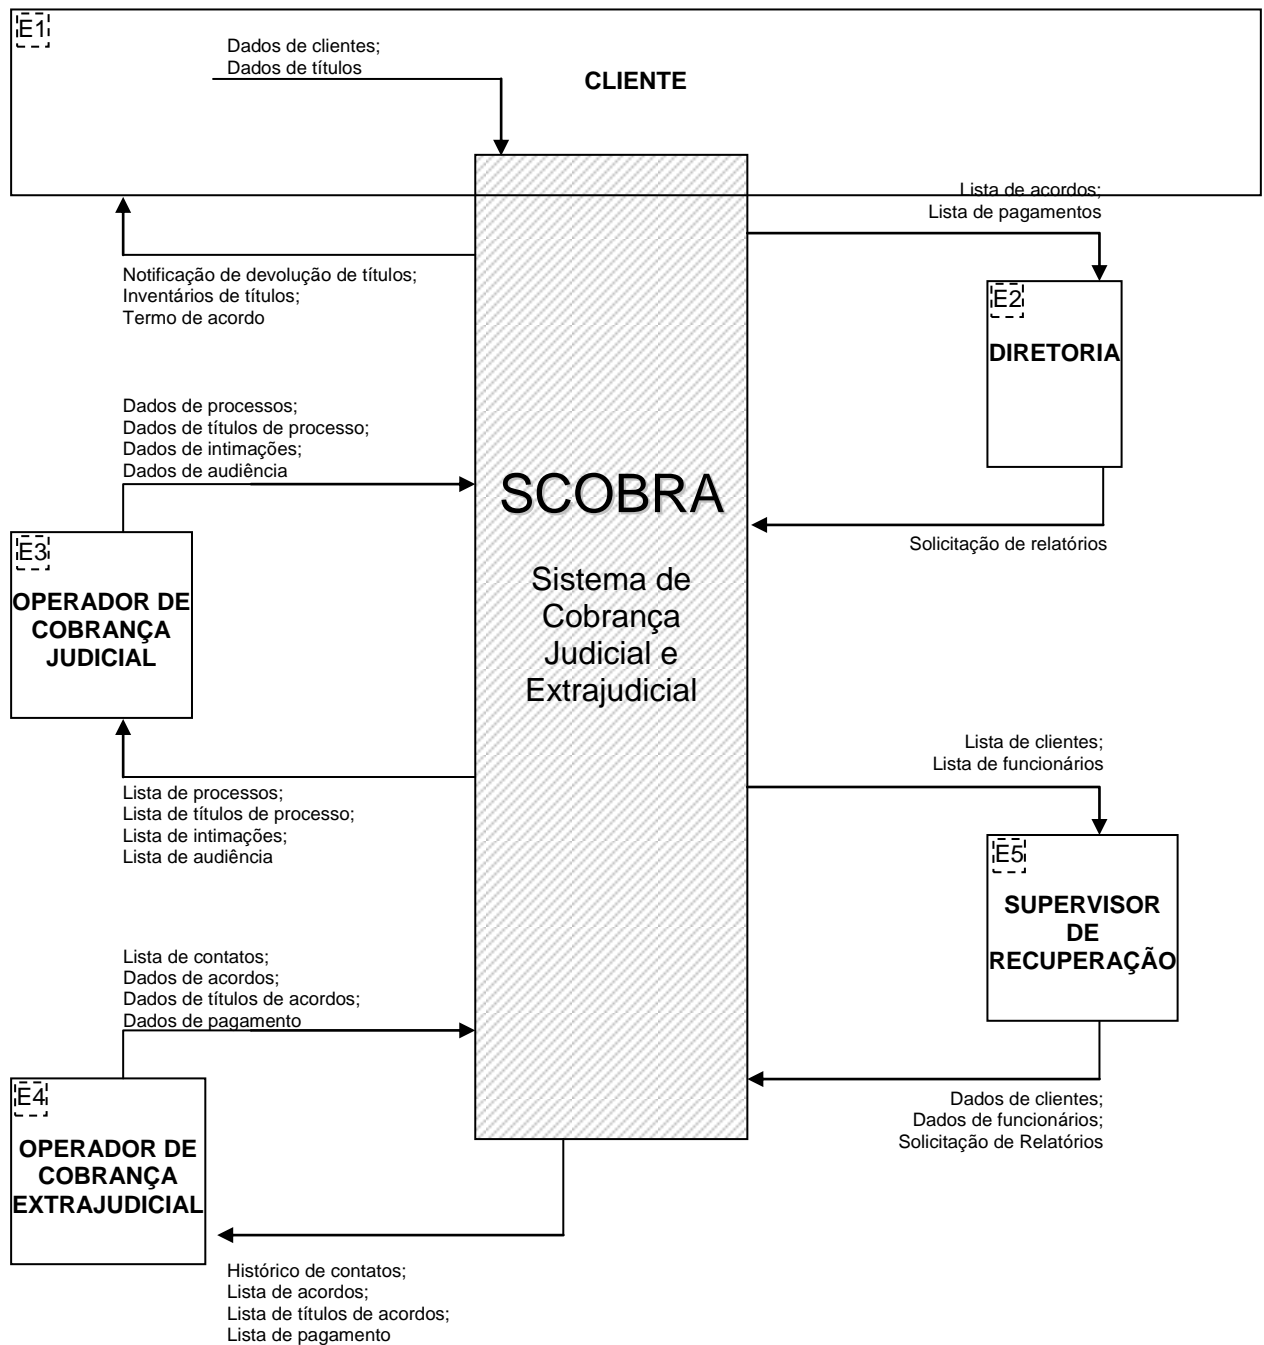 E1
Dados de clientes;
Dados de títulos
CLIENTE
Lista de acordos;
Lista de pagamentos
Notificação de devolução de títulos;
Inventários de títulos;
Termo de acordo
E2
DIRETORIA
Dados de processos;
Dados de títulos de processo;
Dados de intimações;
Dados de audiência
SCOBRA
Sistema de
Cobrança
Judicial e
Extrajudicial
Solicitação de relatórios
E3
OPERADOR DE
COBRANÇA
JUDICIAL
Lista de clientes;
Lista de funcionários
Lista de processos;
Lista de títulos de processo;
Lista de intimações;
Lista de audiência
E5
SUPERVISOR
DE
RECUPERAÇÃO
Lista de contatos;
Dados de acordos;
Dados de títulos de acordos;
Dados de pagamento
E4
OPERADOR DE
COBRANÇA
EXTRAJUDICIAL
Dados de clientes;
Dados de funcionários;
Solicitação de Relatórios
Histórico de contatos;
Lista de acordos;
Lista de títulos de acordos;
Lista de pagamento